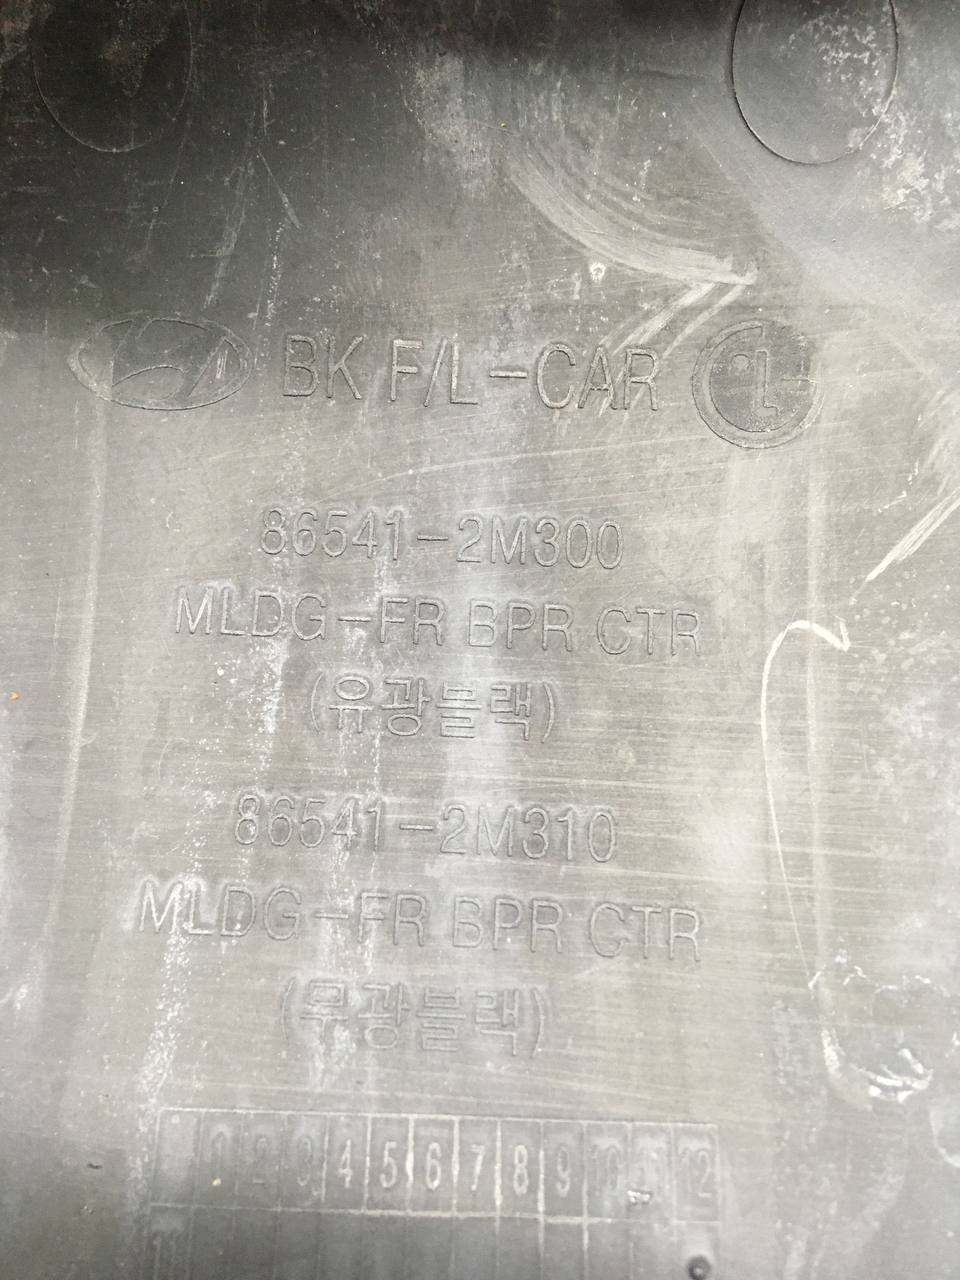 BK F/L-CAR
86541-2M300
MLDG-FR BPR CTR
(유광블랙)
86541-2M310
MLDG-FR BPR CTR
(무광블랙)
1 2 3 4 5 6 7 8 9 10 11 12
11